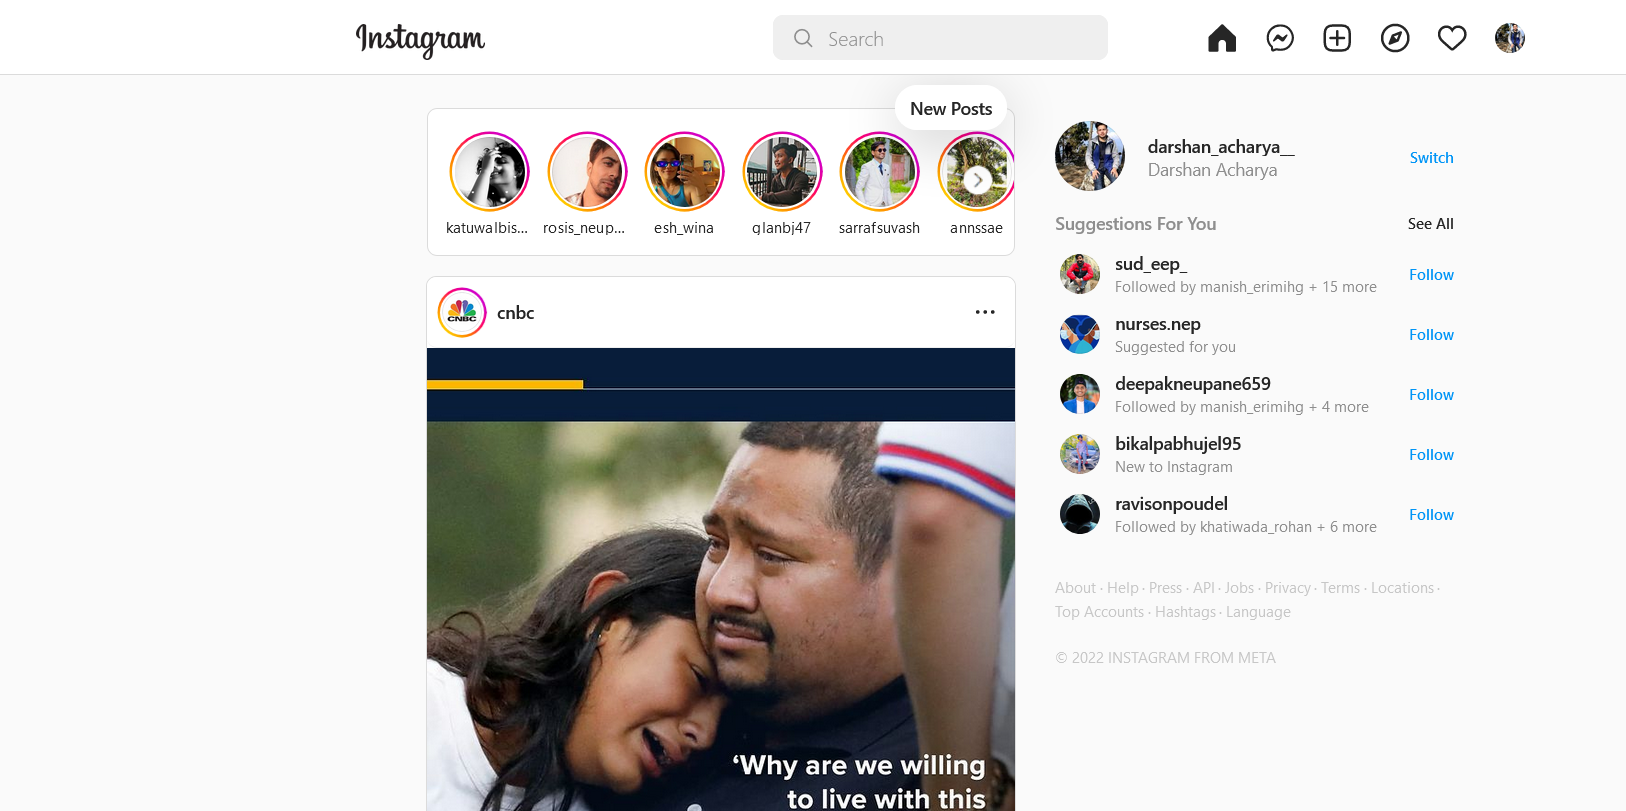 Instagram
Search
New Posts
katuwalbis...
rosis_neup...
esh_wina
glanbj47
sarrafsuvash
annssae
darshan_acharya__
Darshan Acharya
Switch
Suggestions For You
See All
sud_eep_
Followed by manish_erimihg + 15 more
Follow
nurses.nep
Suggested for you
Follow
deepakneupane659
Followed by manish_erimihg + 4 more
Follow
bikalpabhujel95
New to Instagram
Follow
ravisonpoudel
Followed by khatiwada_rohan + 6 more
Follow
About · Help · Press · API · Jobs · Privacy · Terms · Locations ·
Top Accounts · Hashtags · Language
© 2022 INSTAGRAM FROM META
CNBC
cnbc
‘Why are we willing
to live with this